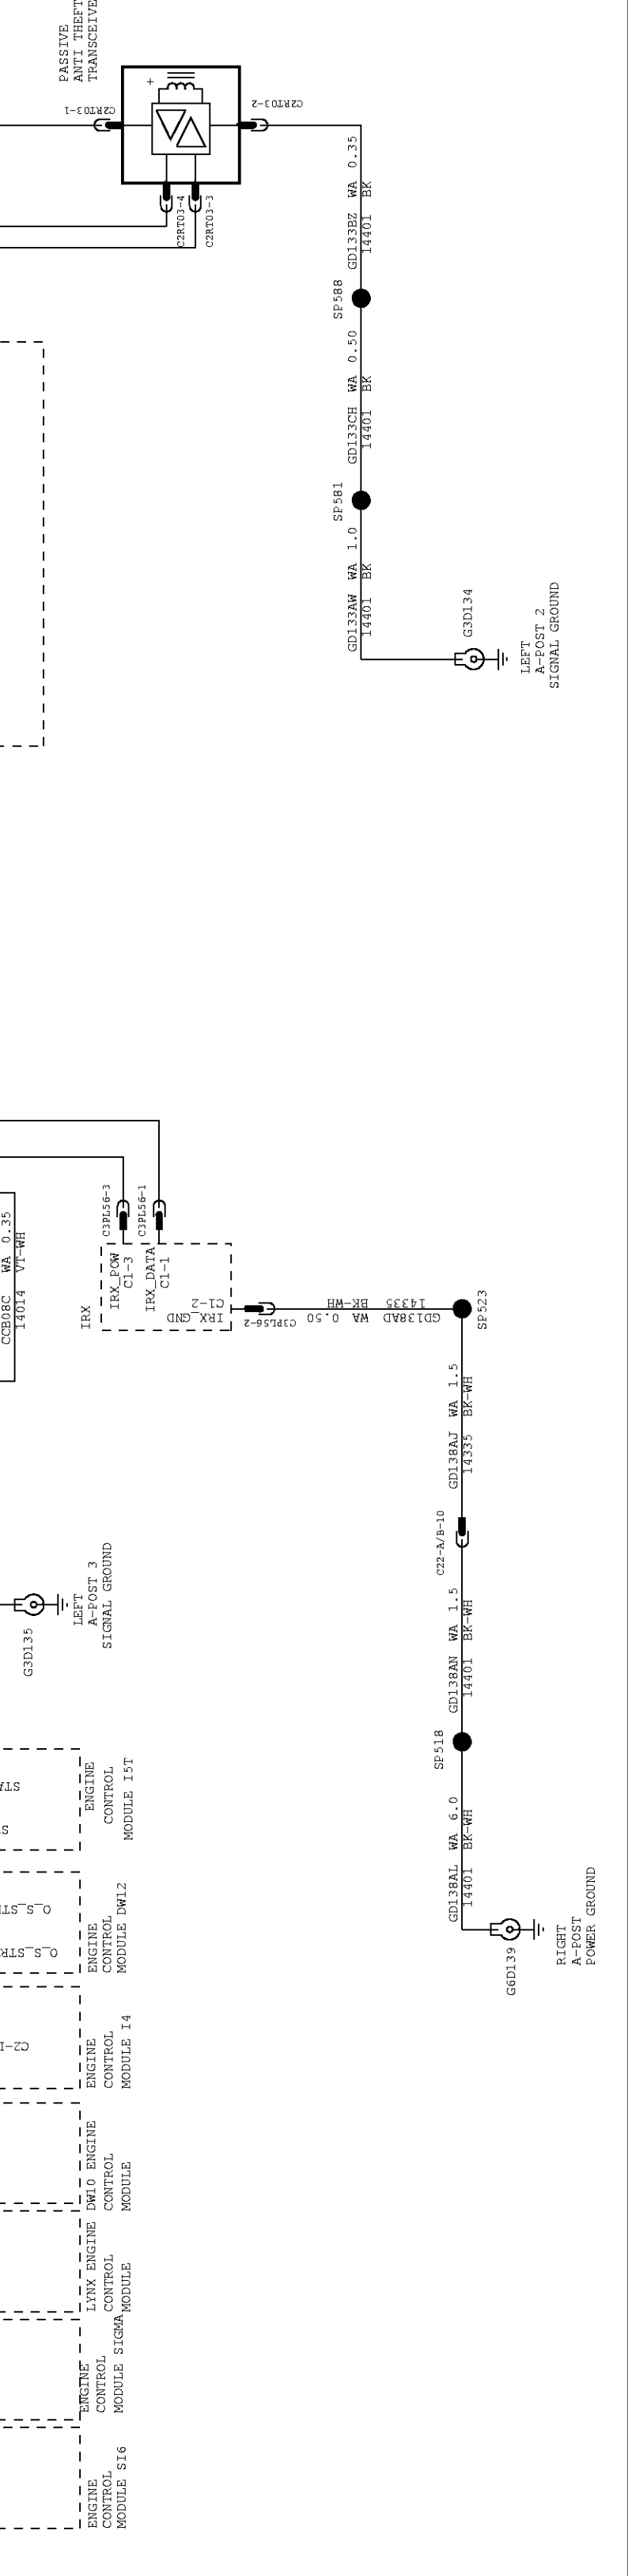 PASSIVE
ANTI THEFT
TRANSCEIVE
+
C2RT03-1
C2RT03-2
C2RT03-4
C2RT03-3
GD133BZ WA 0.35
14401 BK
SP588
GD133CH WA 0.50
14401 BK
SP581
GD133AW WA 1.0
14401 BK
G3D134
LEFT
A-POST 2
SIGNAL GROUND
C3PL56-3
C3PL56-1
CCB08C WA 0.35
14014 VT-WH
IRX
IRX_POW
C1-3
IRX_DATA
C1-1
IRX_GND
C1-2
C3PL56-2
GD138AD WA 0.50
14335 BK-WH
SP523
GD138AJ WA 1.5
14335 BK-WH
C22-A/B-10
GD138AN WA 1.5
14401 BK-WH
G3D135
LEFT
A-POST 3
SIGNAL GROUND
SP518
GD138AL WA 6.0
14401 BK-WH
G6D139
RIGHT
A-POST
POWER GROUND
STA
S
ENGINE
CONTROL
MODULE I5T
O_S_STR
O_S_STR
ENGINE
CONTROL
MODULE DW12
C2-
ENGINE
CONTROL
MODULE I4
DW10 ENGINE
CONTROL
MODULE
LYNX ENGINE
CONTROL
MODULE
ENGINE
CONTROL
MODULE SIGMA
ENGINE
CONTROL
MODULE SI6